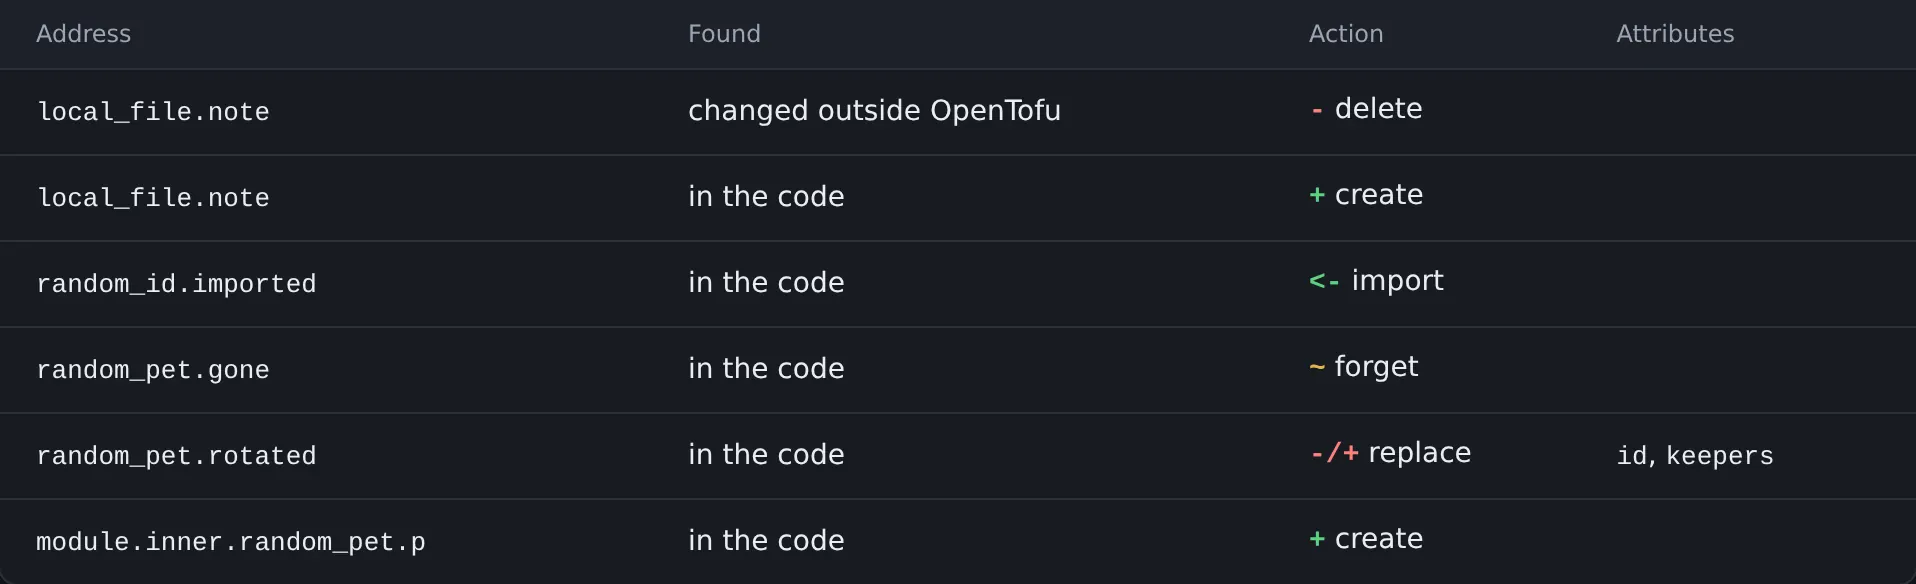 Address Found Action Attributes
local_file.note changed outside OpenTofu - delete
local_file.note in the code + create
random_id.imported in the code <- import
random_pet.gone in the code ~ forget
random_pet.rotated in the code -/+ replace id, keepers
module.inner.random_pet.p in the code + create